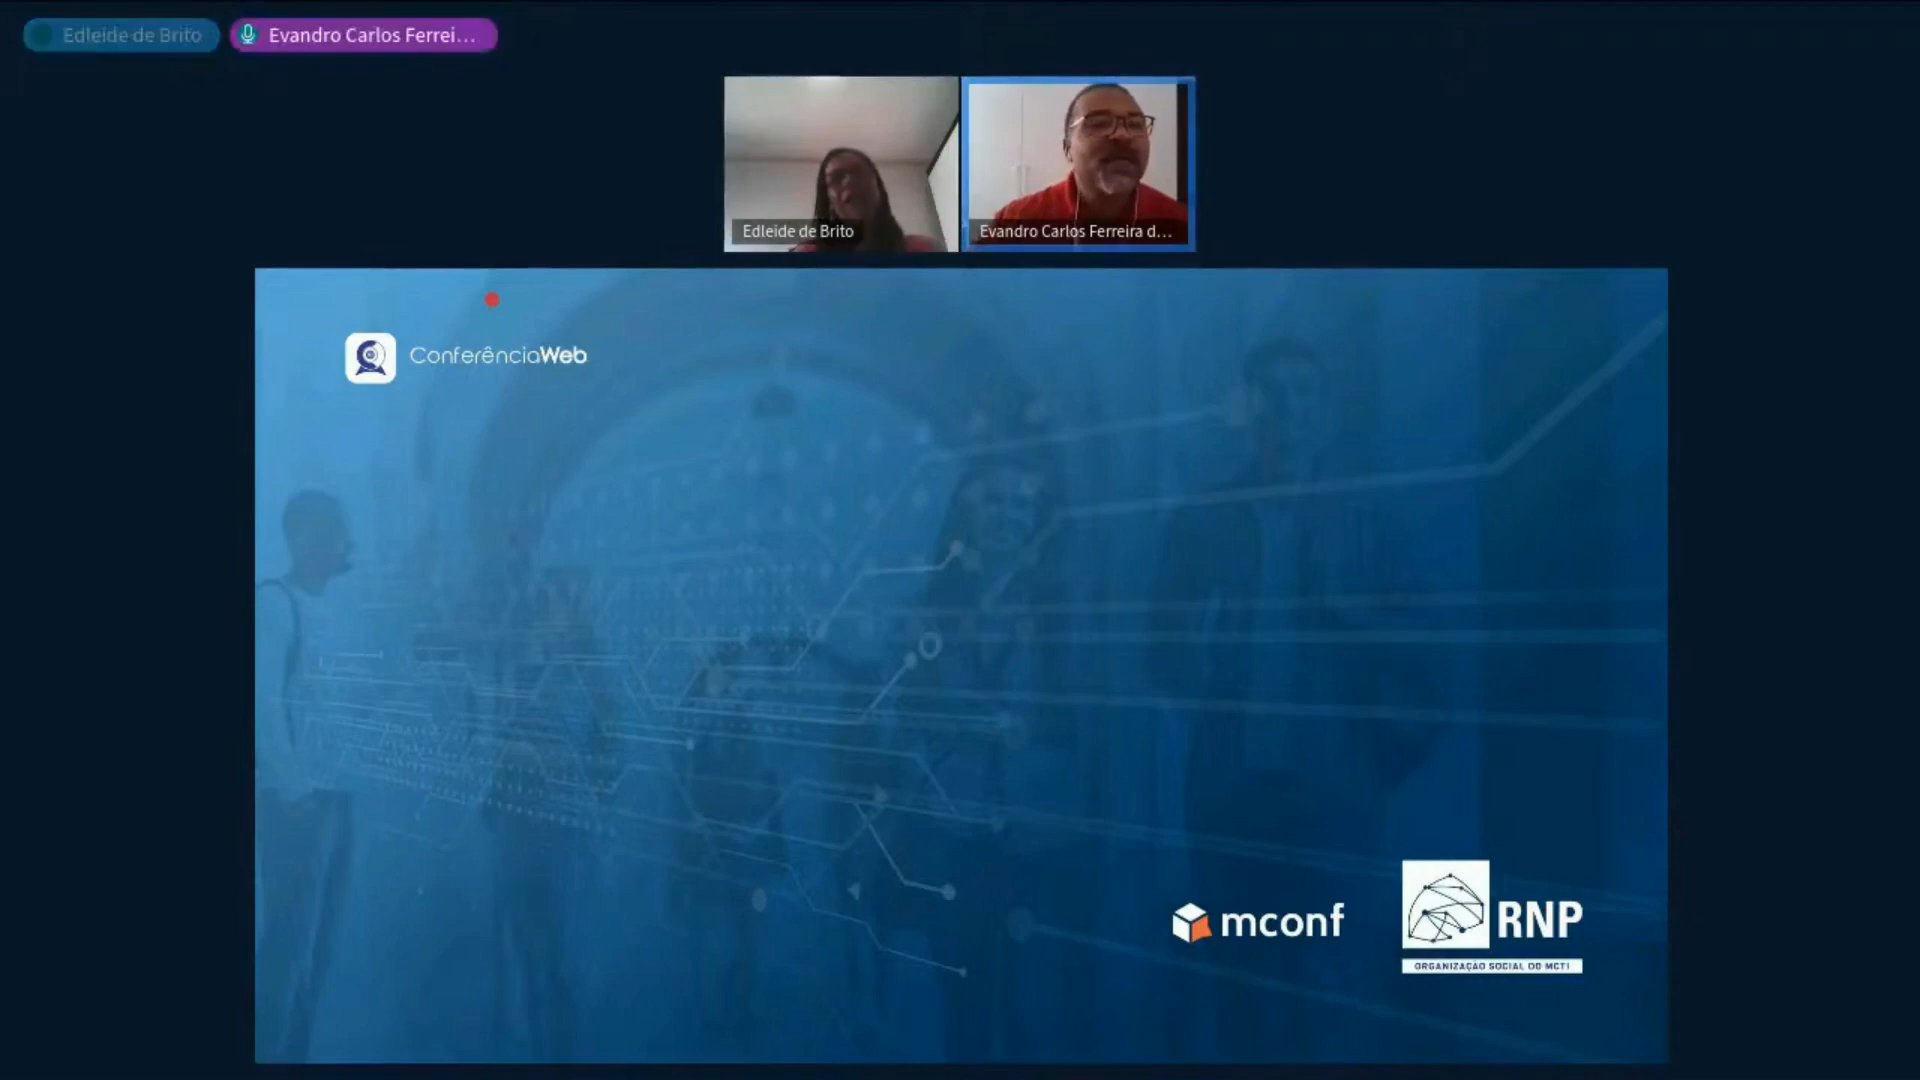 Edleide de Brito
Evandro Carlos Ferrei...
Edleide de Brito
Evandro Carlos Ferreira d...
ConferênciaWeb
mconf
RNP
ORGANIZAÇÃO SOCIAL DO MCTI